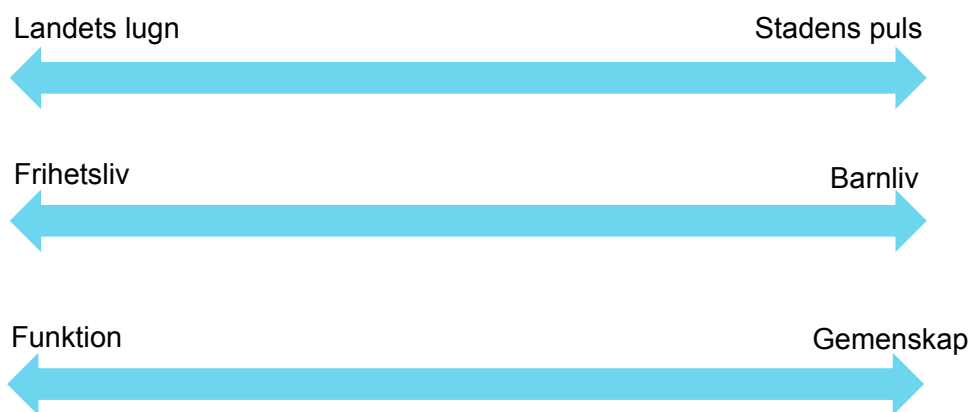 Landets lugn
Stadens puls
Frihetsliv
Barnliv
Funktion
Gemenskap